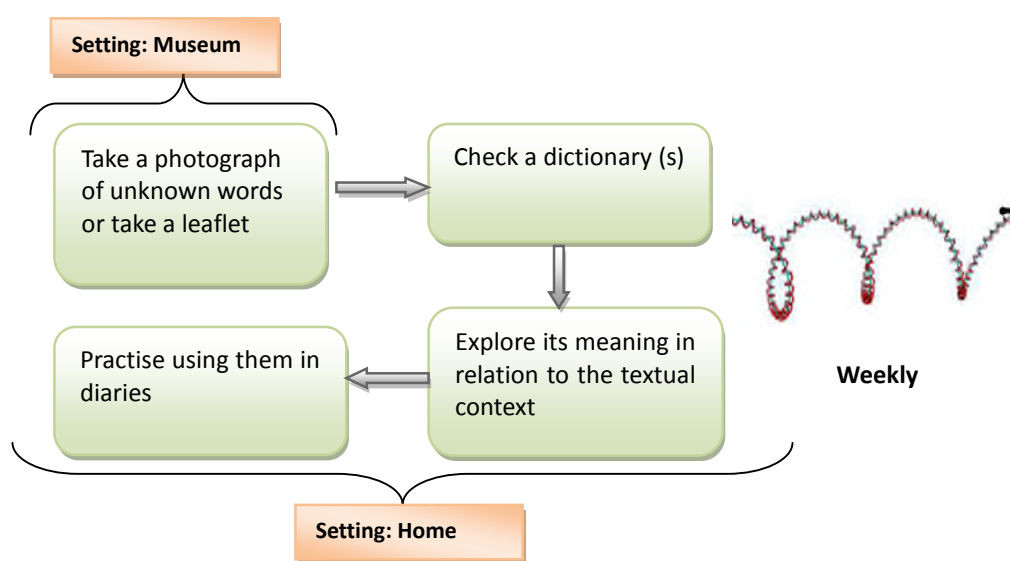 Setting: Museum
Take a photograph
of unknown words
or take a leaflet
Check a dictionary (s)
Explore its meaning in
relation to the textual
context
Practise using them in
diaries
Weekly
Setting: Home